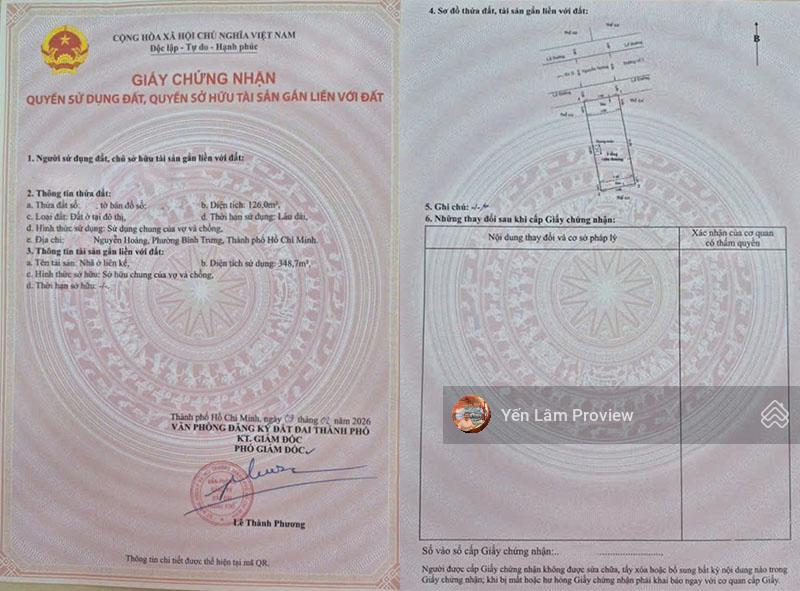 CỘNG HÒA XÃ HỘI CHỦ NGHĨA VIỆT NAM
Độc lập - Tự do - Hạnh phúc
GIẤY CHỨNG NHẬN
QUYỀN SỬ DỤNG ĐẤT, QUYỀN SỞ HỮU TÀI SẢN GẮN LIỀN VỚI ĐẤT
1. Người sử dụng đất, chủ sở hữu tài sản gắn liền với đất:
2. Thông tin thửa đất:
a. Thửa đất số: , tờ bản đồ số: b. Diện tích: 126,0m²,
c. Loại đất: Đất ở tại đô thị, d. Thời hạn sử dụng: Lâu dài,
đ. Hình thức sử dụng: Sử dụng chung của vợ và chồng,
e. Địa chỉ: Nguyễn Hoàng, Phường Bình Trưng, Thành phố Hồ Chí Minh.
3. Thông tin tài sản gắn liền với đất:
a. Tên tài sản: Nhà ở liên kế, b. Diện tích sử dụng: 348,7m²,
c. Hình thức sở hữu: Sở hữu chung của vợ và chồng,
d. Thời hạn sở hữu: -/-.
Thành phố Hồ Chí Minh, ngày 03 tháng 02 năm 2026
VĂN PHÒNG ĐĂNG KÝ ĐẤT ĐAI THÀNH PHỐ
KT. GIÁM ĐỐC
PHÓ GIÁM ĐỐC
Lê Thành Phương
Thông tin chi tiết được thể hiện tại mã QR.
4. Sơ đồ thửa đất, tài sản gắn liền với đất:
B
Lề Đường
Lề Đường
Lề Đường
Lề Đường
5. Ghi chú: -/-
6. Những thay đổi sau khi cấp Giấy chứng nhận:
Nội dung thay đổi và cơ sở pháp lý
Xác nhận của cơ quan
có thẩm quyền
Yến Lâm Proview
Số vào sổ cấp Giấy chứng nhận:
Người được cấp Giấy chứng nhận không được sửa chữa, tẩy xóa hoặc bổ sung bất kỳ nội dung nào trong
Giấy chứng nhận; khi bị mất hoặc hư hỏng Giấy chứng nhận phải khai báo ngay với cơ quan cấp Giấy.